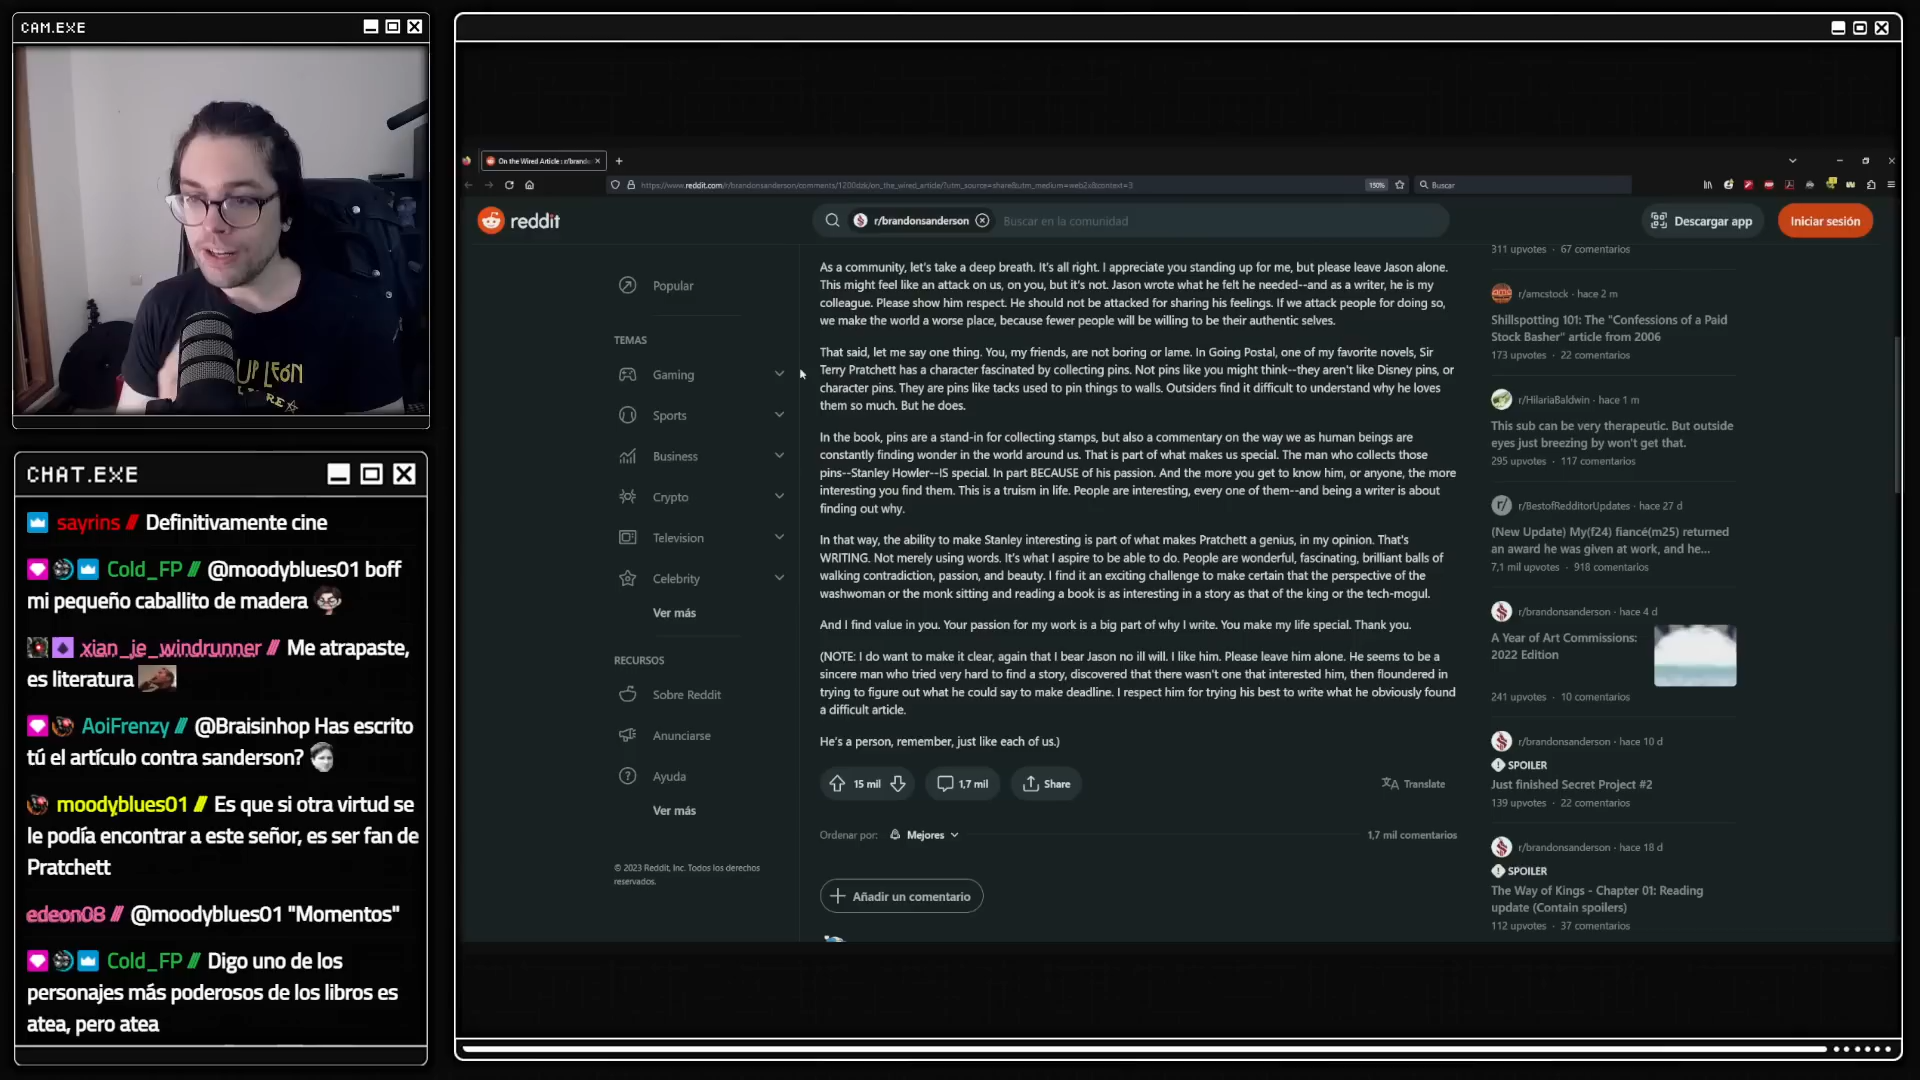 CAM.EXE
CHAT.EXE
sayrins // Definitivamente cine
Cold_FP // @moodyblues01 boff
mi pequeño caballito de madera
xian_je_windrunner // Me atrapaste,
es literatura
AoiFrenzy // @Braisinhop Has escrito
tú el artículo contra sanderson?
moodyblues01 // Es que si otra virtud se
le podía encontrar a este señor, es ser fan de
Pratchett
edeon08 // @moodyblues01 "Momentos"
Cold_FP // Digo uno de los
personajes más poderosos de los libros es
atea, pero atea
On the Wired Article : r/brando
https://www.reddit.com/r/brandonsanderson/comments/1200dzk/on_the_wired_article/?utm_source=share&utm_medium=web2x&context=3
150%
Buscar
reddit
r/brandonsanderson
Buscar en la comunidad
Descargar app
Iniciar sesión
Popular
TEMAS
Gaming
Sports
Business
Crypto
Television
Celebrity
Ver más
RECURSOS
Sobre Reddit
Anunciarse
Ayuda
Ver más
© 2023 Reddit, Inc. Todos los derechos
reservados.
As a community, let's take a deep breath. It's all right. I appreciate you standing up for me, but please leave Jason alone.
This might feel like an attack on us, on you, but it's not. Jason wrote what he felt he needed--and as a writer, he is my
colleague. Please show him respect. He should not be attacked for sharing his feelings. If we attack people for doing so,
we make the world a worse place, because fewer people will be willing to be their authentic selves.
That said, let me say one thing. You, my friends, are not boring or lame. In Going Postal, one of my favorite novels, Sir
Terry Pratchett has a character fascinated by collecting pins. Not pins like you might think--they aren't like Disney pins, or
character pins. They are pins like tacks used to pin things to walls. Outsiders find it difficult to understand why he loves
them so much. But he does.
In the book, pins are a stand-in for collecting stamps, but also a commentary on the way we as human beings are
constantly finding wonder in the world around us. That is part of what makes us special. The man who collects those
pins--Stanley Howler--IS special. In part BECAUSE of his passion. And the more you get to know him, or anyone, the more
interesting you find them. This is a truism in life. People are interesting, every one of them--and being a writer is about
finding out why.
In that way, the ability to make Stanley interesting is part of what makes Pratchett a genius, in my opinion. That's
WRITING. Not merely using words. It's what I aspire to be able to do. People are wonderful, fascinating, brilliant balls of
walking contradiction, passion, and beauty. I find it an exciting challenge to make certain that the perspective of the
washwoman or the monk sitting and reading a book is as interesting in a story as that of the king or the tech-mogul.
And I find value in you. Your passion for my work is a big part of why I write. You make my life special. Thank you.
(NOTE: I do want to make it clear, again that I bear Jason no ill will. I like him. Please leave him alone. He seems to be a
sincere man who tried very hard to find a story, discovered that there wasn't one that interested him, then floundered in
trying to figure out what he could say to make deadline. I respect him for trying his best to write what he obviously found
a difficult article.
He's a person, remember, just like each of us.)
15 mil
1,7 mil
Share
Translate
Ordenar por: Mejores
1,7 mil comentarios
Añadir un comentario
311 upvotes · 67 comentarios
r/amcstock · hace 2 m
Shillspotting 101: The "Confessions of a Paid
Stock Basher" article from 2006
173 upvotes · 22 comentarios
r/HilariaBaldwin · hace 1 m
This sub can be very therapeutic. But outside
eyes just breezing by won't get that.
295 upvotes · 117 comentarios
r/BestofRedditorUpdates · hace 27 d
(New Update) My(f24) fiancé(m25) returned
an award he was given at work, and he...
7,1 mil upvotes · 918 comentarios
r/brandonsanderson · hace 4 d
A Year of Art Commissions:
2022 Edition
241 upvotes · 10 comentarios
r/brandonsanderson · hace 10 d
SPOILER
Just finished Secret Project #2
139 upvotes · 22 comentarios
r/brandonsanderson · hace 18 d
SPOILER
The Way of Kings - Chapter 01: Reading
update (Contain spoilers)
112 upvotes · 37 comentarios